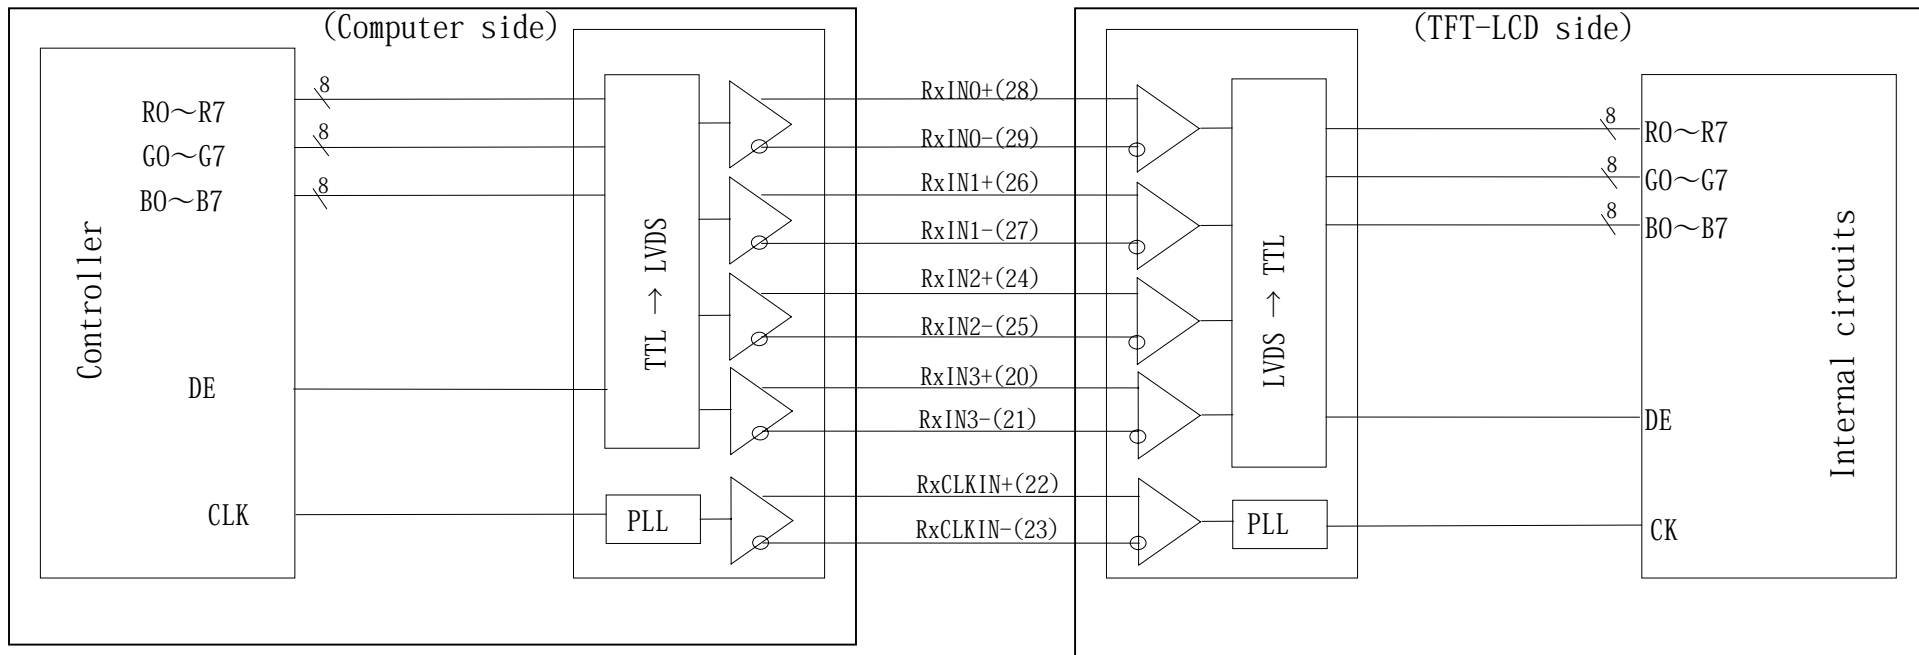 (Computer side)
Controller
R0～R7
8
G0～G7
8
B0～B7
8
DE
CLK
TTL → LVDS
PLL
RxIN0+(28)
RxIN0-(29)
RxIN1+(26)
RxIN1-(27)
RxIN2+(24)
RxIN2-(25)
RxIN3+(20)
RxIN3-(21)
RxCLKIN+(22)
RxCLKIN-(23)
(TFT-LCD side)
LVDS → TTL
PLL
8
R0～R7
8
G0～G7
8
B0～B7
DE
CK
Internal circuits